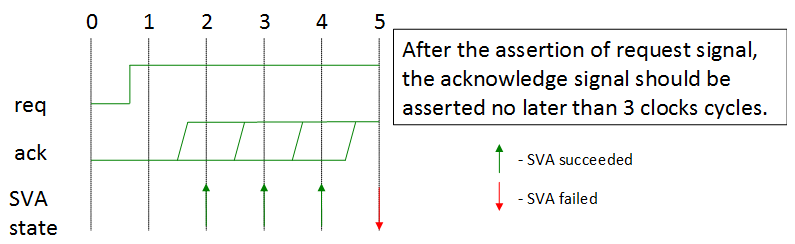 0 1 2 3 4 5
After the assertion of request signal,
the acknowledge signal should be
asserted no later than 3 clocks cycles.
req
ack
SVA
state
- SVA succeeded
- SVA failed